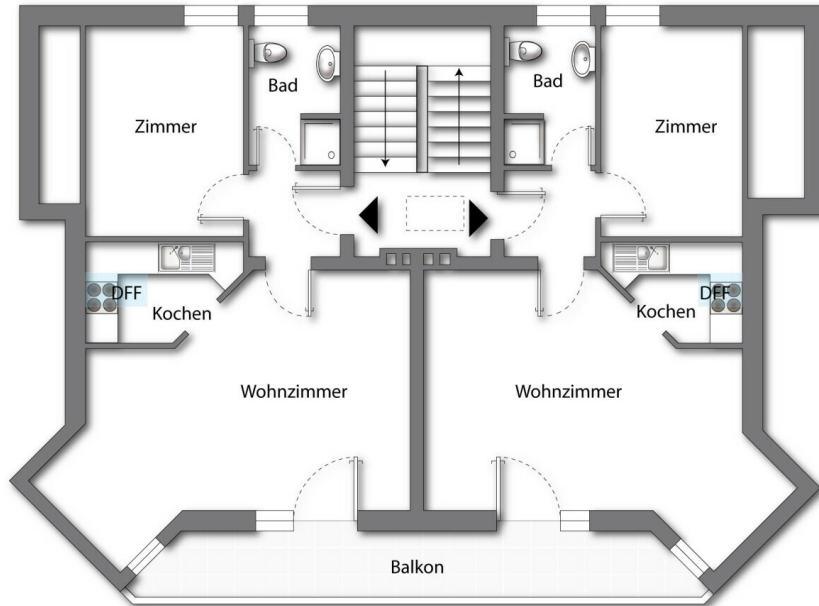 Bad
Bad
Zimmer
Zimmer
DFF
DFF
Kochen
Kochen
Wohnzimmer
Wohnzimmer
Balkon